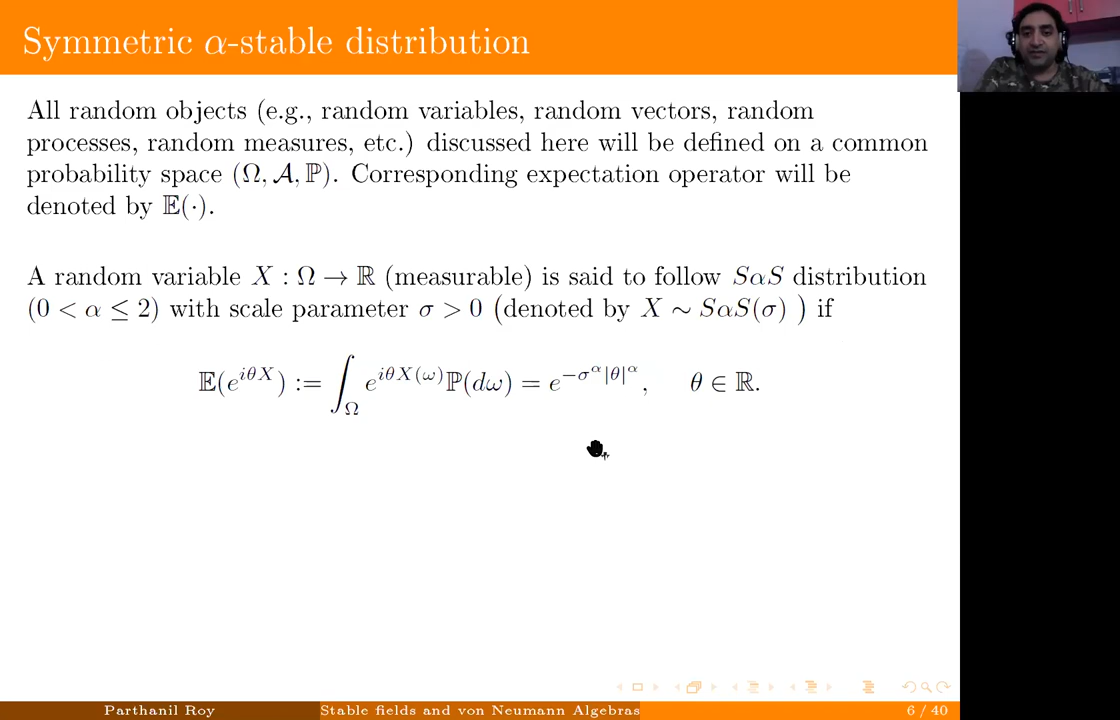 Symmetric α-stable distribution
All random objects (e.g., random variables, random vectors, random
processes, random measures, etc.) discussed here will be defined on a common
probability space (Ω, 𝒜, ℙ). Corresponding expectation operator will be
denoted by 𝔼(·).
A random variable X : Ω → ℝ (measurable) is said to follow SαS distribution
(0 < α ≤ 2) with scale parameter σ > 0 (denoted by X ∼ SαS(σ) ) if
𝔼(e^{iθX}) := ∫_Ω e^{iθX(ω)} ℙ(dω) = e^{−σ^α|θ|^α}, θ ∈ ℝ.
Parthanil Roy Stable fields and von Neumann Algebras 6 / 40